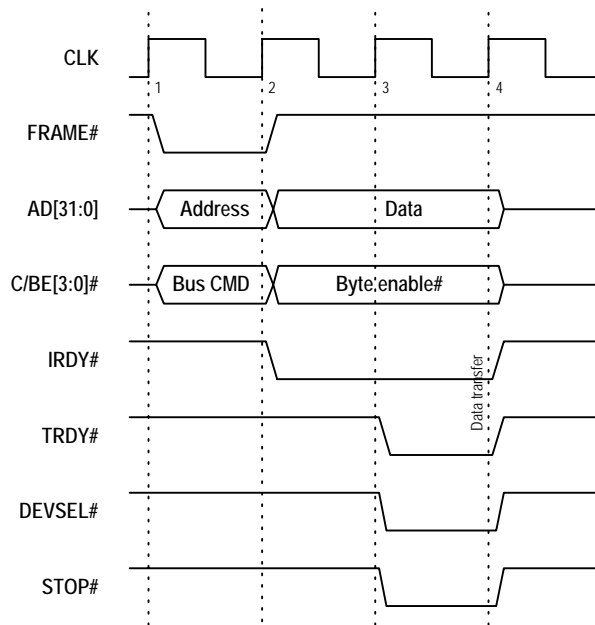 CLK
1 2 3 4
FRAME#
AD[31:0] Address Data
C/BE[3:0]# Bus CMD Byte enable#
IRDY#
Data transfer
TRDY#
DEVSEL#
STOP#